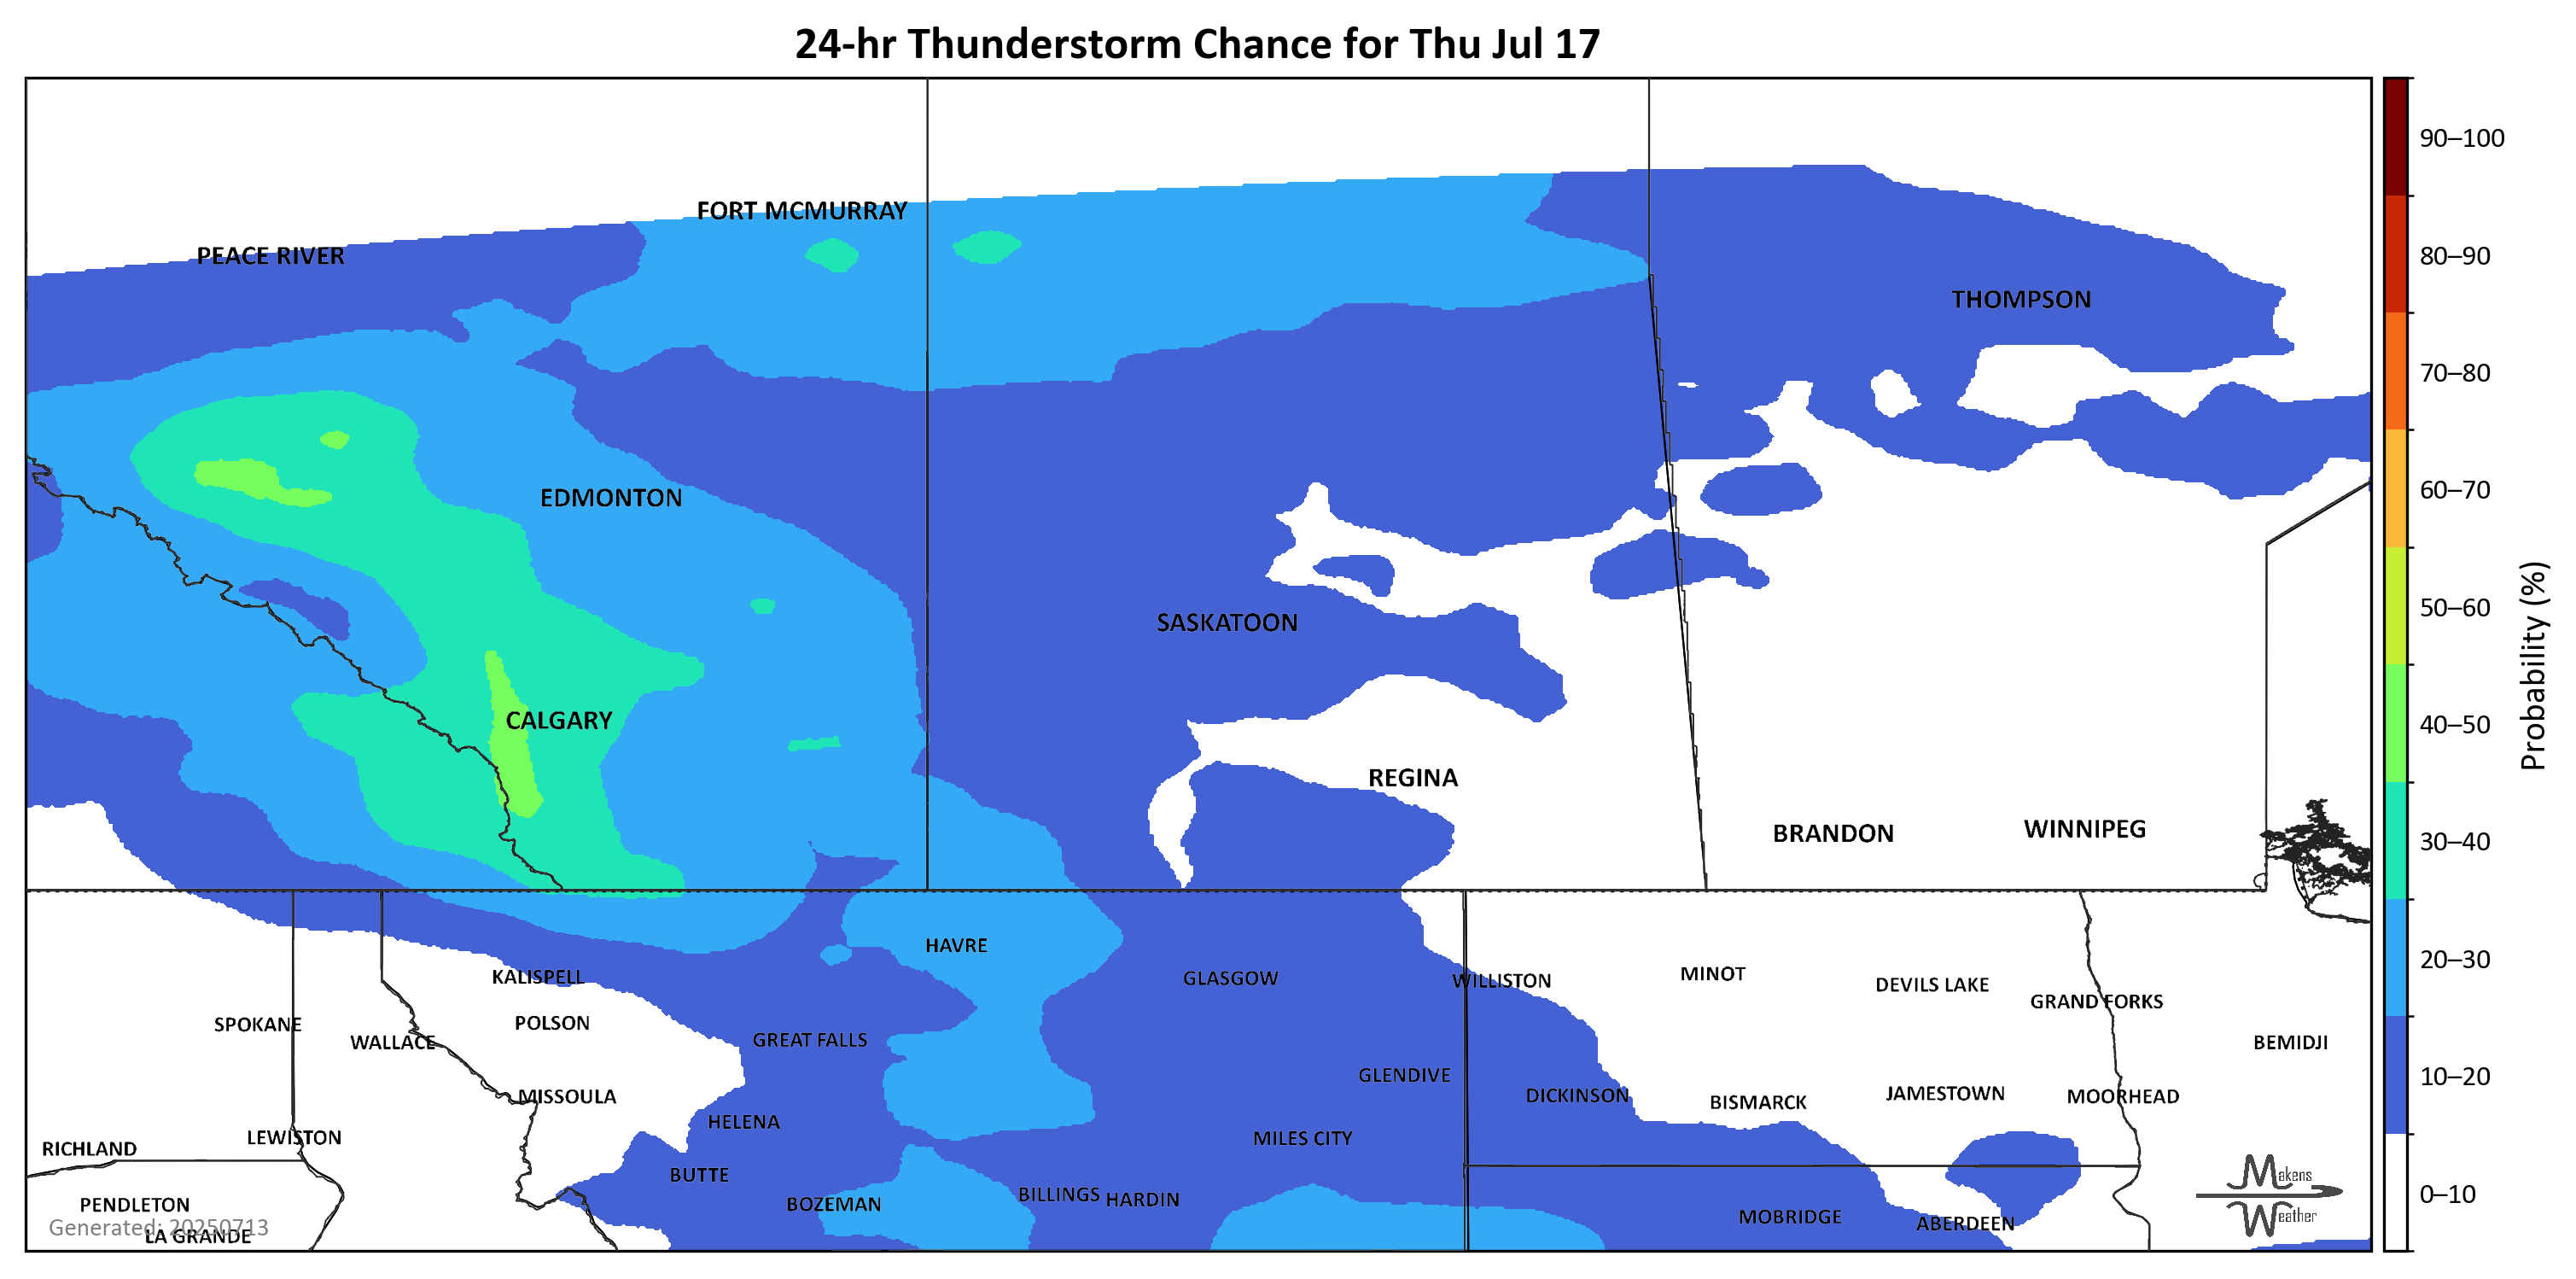 24-hr Thunderstorm Chance for Thu Jul 17
90–100
FORT MCMURRAY
PEACE RIVER
80–90
THOMPSON
70–80
60–70
EDMONTON
50–60
SASKATOON
Probability (%)
CALGARY
40–50
REGINA
BRANDON
WINNIPEG
30–40
HAVRE
20–30
KALISPELL
GLASGOW
WILLISTON
MINOT
DEVILS LAKE
GRAND FORKS
SPOKANE
POLSON
WALLACE
GREAT FALLS
BEMIDJI
GLENDIVE
10–20
MISSOULA
DICKINSON
BISMARCK
JAMESTOWN
MOORHEAD
HELENA
RICHLAND
LEWISTON
MILES CITY
BUTTE
Makens
Weather
0–10
PENDLETON
BOZEMAN
BILLINGS
HARDIN
MOBRIDGE
ABERDEEN
Generated: 20250713
LA GRANDE